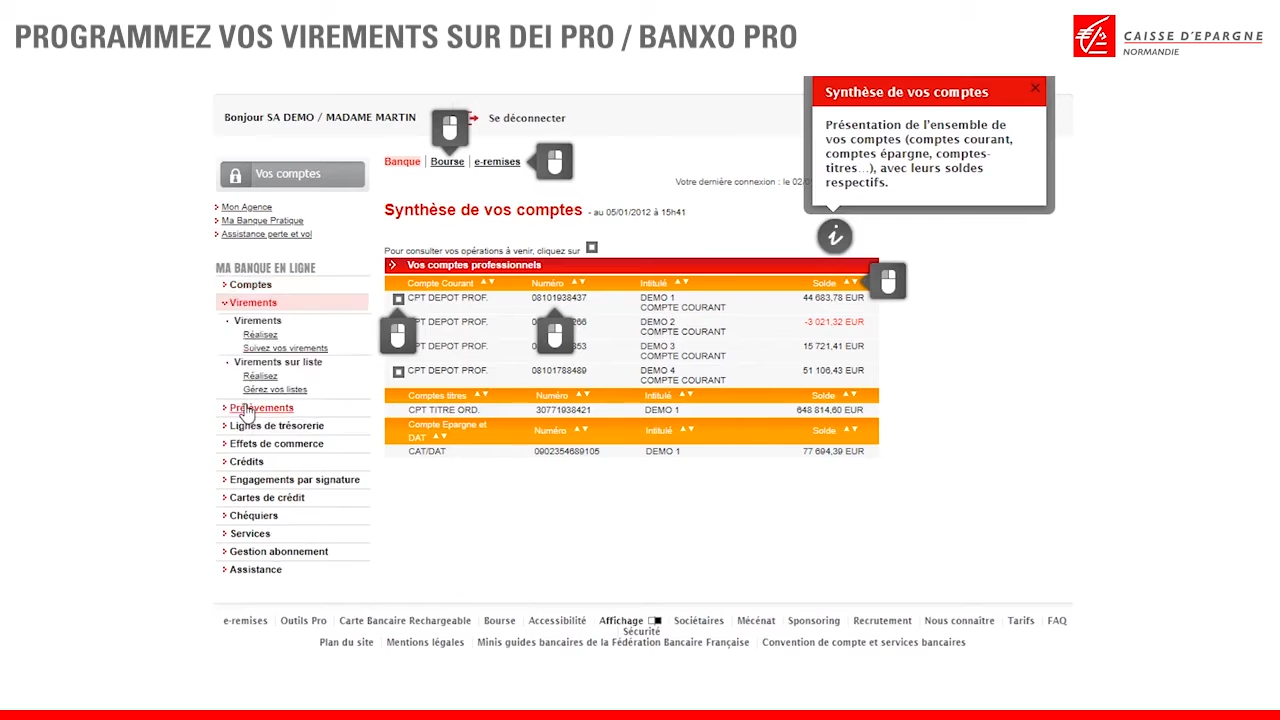 PROGRAMMEZ VOS VIREMENTS SUR DEI PRO / BANXO PRO
CAISSE D'EPARGNE
NORMANDIE
Bonjour SA DEMO / MADAME MARTIN
Se déconnecter
Synthèse de vos comptes
Présentation de l'ensemble de
vos comptes (comptes courant,
comptes épargne, comptes-
titres...), avec leurs soldes
respectifs.
Vos comptes
Banque | Bourse | e-remises
Votre dernière connexion : le 02/0
Mon Agence
Ma Banque Pratique
Assistance perte et vol
Synthèse de vos comptes - au 05/01/2012 à 15h41
Pour consulter vos opérations à venir, cliquez sur
MA BANQUE EN LIGNE
Comptes
Virements
Virements
Réalisez
Suivez vos virements
Virements sur liste
Réalisez
Gérez vos listes
Prélèvements
Lignes de trésorerie
Effets de commerce
Crédits
Engagements par signature
Cartes de crédit
Chéquiers
Services
Gestion abonnement
Assistance
Vos comptes professionnels
Compte Courant Numéro Intitulé Solde
CPT DEPOT PROF. 08101938437 DEMO 1 44 683,78 EUR
COMPTE COURANT
CPT DEPOT PROF. 266 DEMO 2 -3 021,32 EUR
COMPTE COURANT
CPT DEPOT PROF. 353 DEMO 3 15 721,41 EUR
COMPTE COURANT
CPT DEPOT PROF. 08101788489 DEMO 4 51 106,43 EUR
COMPTE COURANT
Comptes titres Numéro Intitulé Solde
CPT TITRE ORD. 30771938421 DEMO 1 648 814,60 EUR
Compte Epargne et
DAT Numéro Intitulé Solde
CAT/DAT 0902354689105 DEMO 1 77 694,39 EUR
e-remises | Outils Pro | Carte Bancaire Rechargeable | Bourse | Accessibilité | Affichage | Sociétaires | Mécénat | Sponsoring | Recrutement | Nous connaître | Tarifs | FAQ
Sécurité
Plan du site | Mentions légales | Minis guides bancaires de la Fédération Bancaire Française | Convention de compte et services bancaires